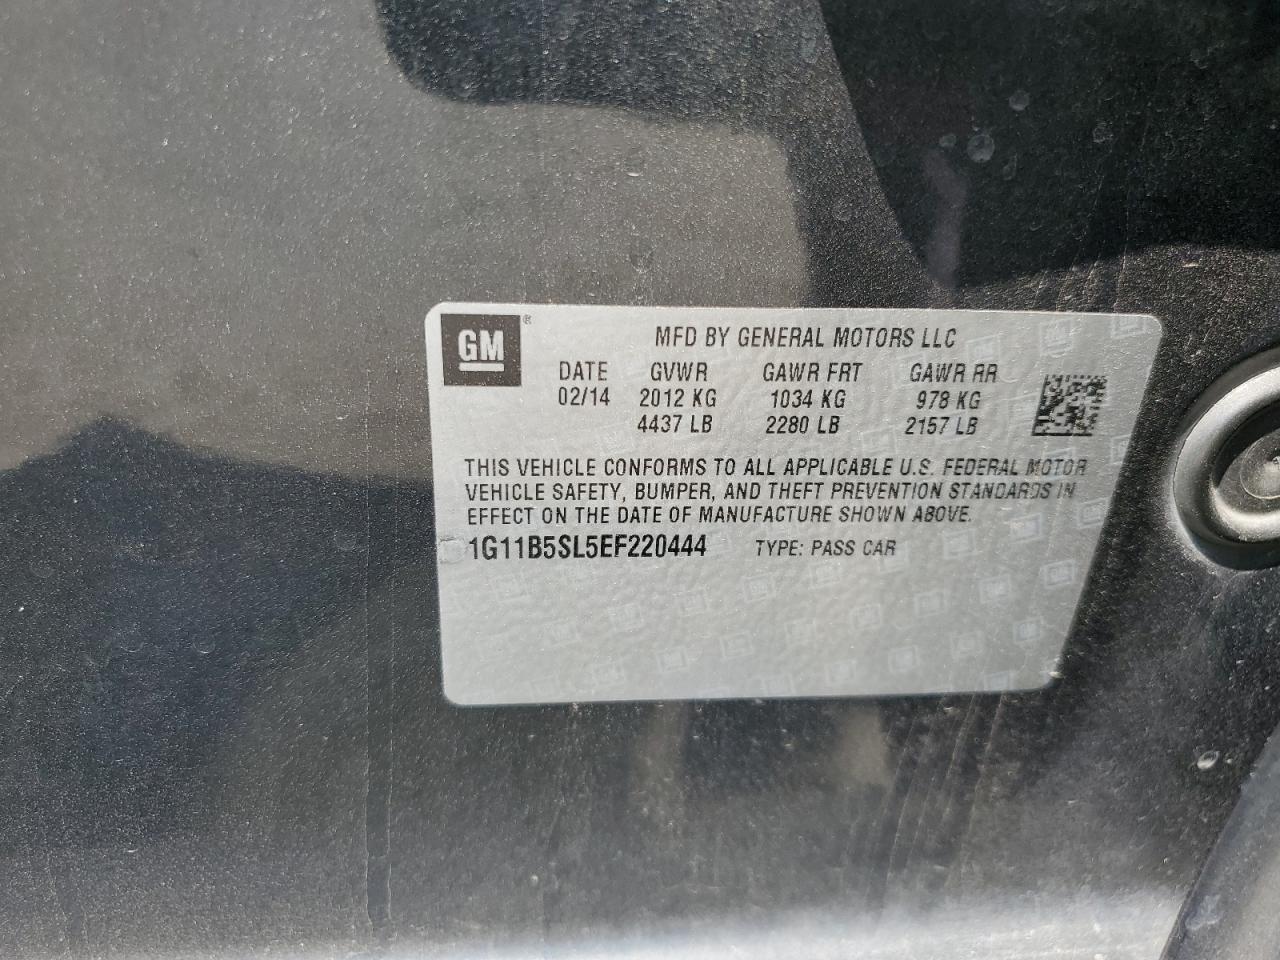 GM®
MFD BY GENERAL MOTORS LLC
DATE GVWR GAWR FRT GAWR RR
02/14 2012 KG 1034 KG 978 KG
4437 LB 2280 LB 2157 LB
THIS VEHICLE CONFORMS TO ALL APPLICABLE U.S. FEDERAL MOTOR
VEHICLE SAFETY, BUMPER, AND THEFT PREVENTION STANDARDS IN
EFFECT ON THE DATE OF MANUFACTURE SHOWN ABOVE.
1G11B5SL5EF220444 TYPE: PASS CAR